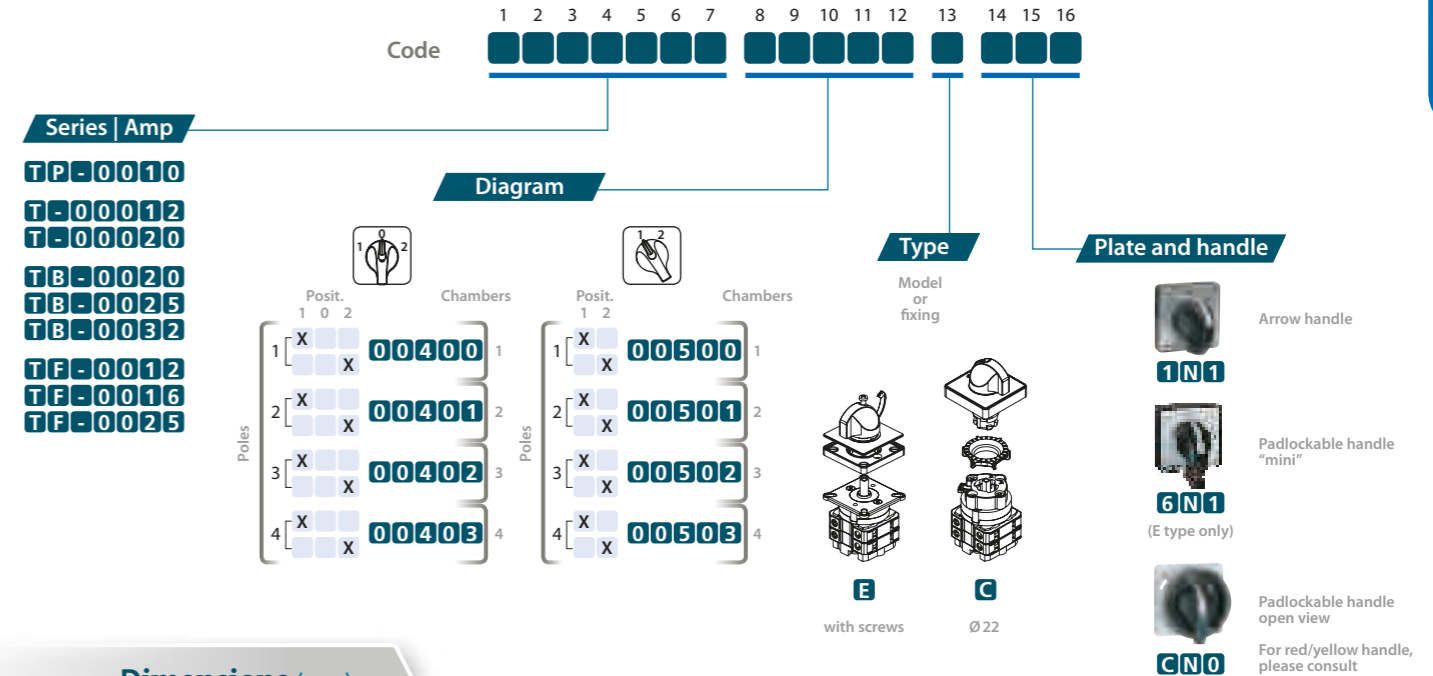 1 2 3 4 5 6 7 8 9 10 11 12 13 14 15 16
Code
Series | Amp
TP-0010
T-00012
T-00020
TB-0020
TB-0025
TB-0032
TF-0012
TF-0016
TF-0025
Diagram
1 0 2
Posit.
1 0 2
Chambers
Poles
1
X
X
00400
1
2
X
X
00401
2
3
X
X
00402
3
4
X
X
00403
4
1 2
Posit.
1 2
Chambers
Poles
1
X
X
00500
1
2
X
X
00501
2
3
X
X
00502
3
4
X
X
00503
4
Type
Model
or
fixing
E
with screws
C
Ø 22
Plate and handle
Arrow handle
1N1
Padlockable handle
“mini”
6N1
(E type only)
Padlockable handle
open view
For red/yellow handle,
please consult
CN0
Dimensions